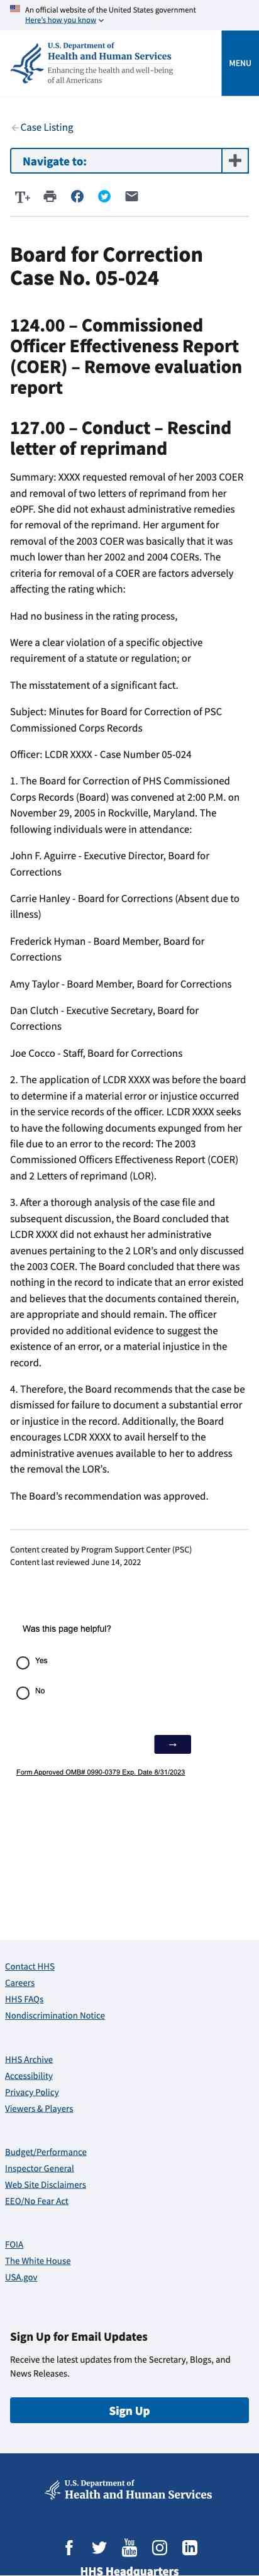 An official website of the United States government
Here's how you know
U.S. Department of
Health and Human Services
Enhancing the health and well-being
of all Americans
MENU
Case Listing
Navigate to:
T+
Board for Correction
Case No. 05-024
124.00 – Commissioned
Officer Effectiveness Report
(COER) – Remove evaluation
report
127.00 – Conduct – Rescind
letter of reprimand
Summary: XXXX requested removal of her 2003 COER
and removal of two letters of reprimand from her
eOPF. She did not exhaust administrative remedies
for removal of the reprimand. Her argument for
removal of the 2003 COER was basically that it was
much lower than her 2002 and 2004 COERs. The
criteria for removal of a COER are factors adversely
affecting the rating which:
Had no business in the rating process,
Were a clear violation of a specific objective
requirement of a statute or regulation; or
The misstatement of a significant fact.
Subject: Minutes for Board for Correction of PSC
Commissioned Corps Records
Officer: LCDR XXXX - Case Number 05-024
1. The Board for Correction of PHS Commissioned
Corps Records (Board) was convened at 2:00 P.M. on
November 29, 2005 in Rockville, Maryland. The
following individuals were in attendance:
John F. Aguirre - Executive Director, Board for
Corrections
Carrie Hanley - Board for Corrections (Absent due to
illness)
Frederick Hyman - Board Member, Board for
Corrections
Amy Taylor - Board Member, Board for Corrections
Dan Clutch - Executive Secretary, Board for
Corrections
Joe Cocco - Staff, Board for Corrections
2. The application of LCDR XXXX was before the board
to determine if a material error or injustice occurred
in the service records of the officer. LCDR XXXX seeks
to have the following documents expunged from her
file due to an error to the record: The 2003
Commissioned Officers Effectiveness Report (COER)
and 2 Letters of reprimand (LOR).
3. After a thorough analysis of the case file and
subsequent discussion, the Board concluded that
LCDR XXXX did not exhaust her administrative
avenues pertaining to the 2 LOR's and only discussed
the 2003 COER. The Board concluded that there was
nothing in the record to indicate that an error existed
and believes that the documents contained therein,
are appropriate and should remain. The officer
provided no additional evidence to suggest the
existence of an error, or a material injustice in the
record.
4. Therefore, the Board recommends that the case be
dismissed for failure to document a substantial error
or injustice in the record. Additionally, the Board
encourages LCDR XXXX to avail herself to the
administrative avenues available to her to address
the removal the LOR's.
The Board's recommendation was approved.
Content created by Program Support Center (PSC)
Content last reviewed June 14, 2022
Was this page helpful?
Yes
No
→
Form Approved OMB# 0990-0379 Exp. Date 8/31/2023
Contact HHS
Careers
HHS FAQs
Nondiscrimination Notice
HHS Archive
Accessibility
Privacy Policy
Viewers & Players
Budget/Performance
Inspector General
Web Site Disclaimers
EEO/No Fear Act
FOIA
The White House
USA.gov
Sign Up for Email Updates
Receive the latest updates from the Secretary, Blogs, and
News Releases.
Sign Up
U.S. Department of
Health and Human Services
You
Tube
HHS Headquarters